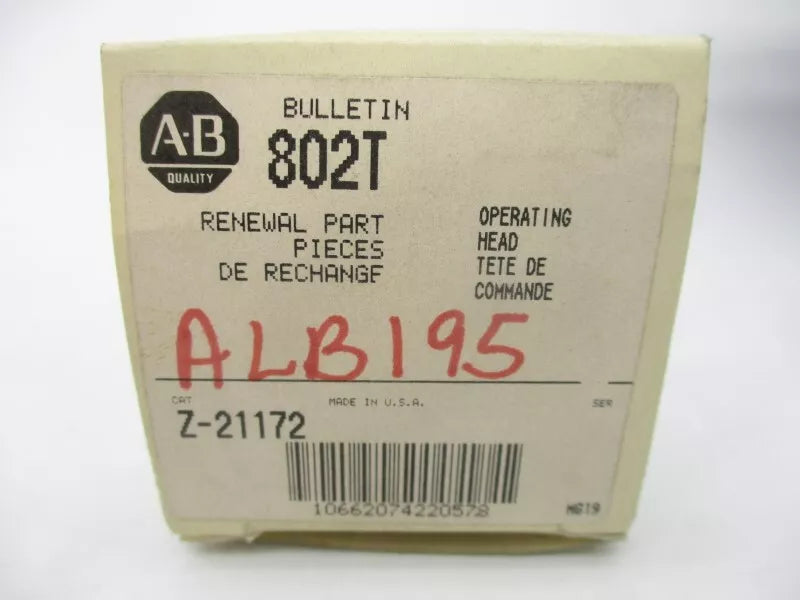 A-B
QUALITY
BULLETIN
802T
RENEWAL PART
PIECES
DE RECHANGE
OPERATING
HEAD
TETE DE
COMMANDE
ALB195
CAT
MADE IN U.S.A.
SER
Z-21172
10662074220578
MG19